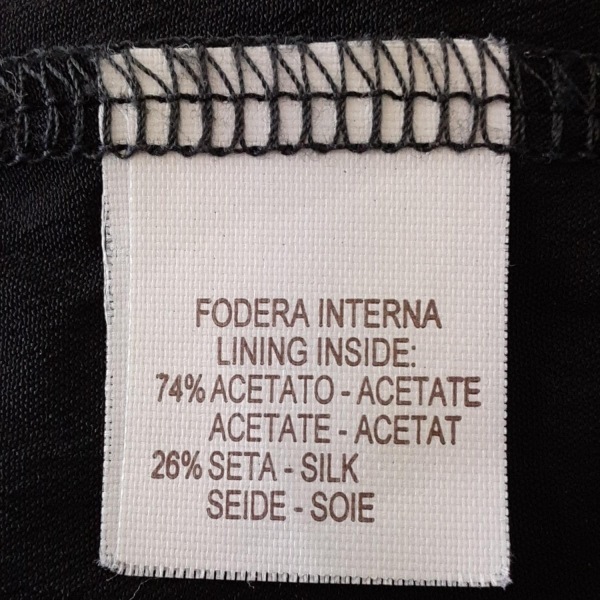 FODERA INTERNA
LINING INSIDE:
74% ACETATO - ACETATE
ACETATE - ACETAT
26% SETA - SILK
SEIDE - SOIE